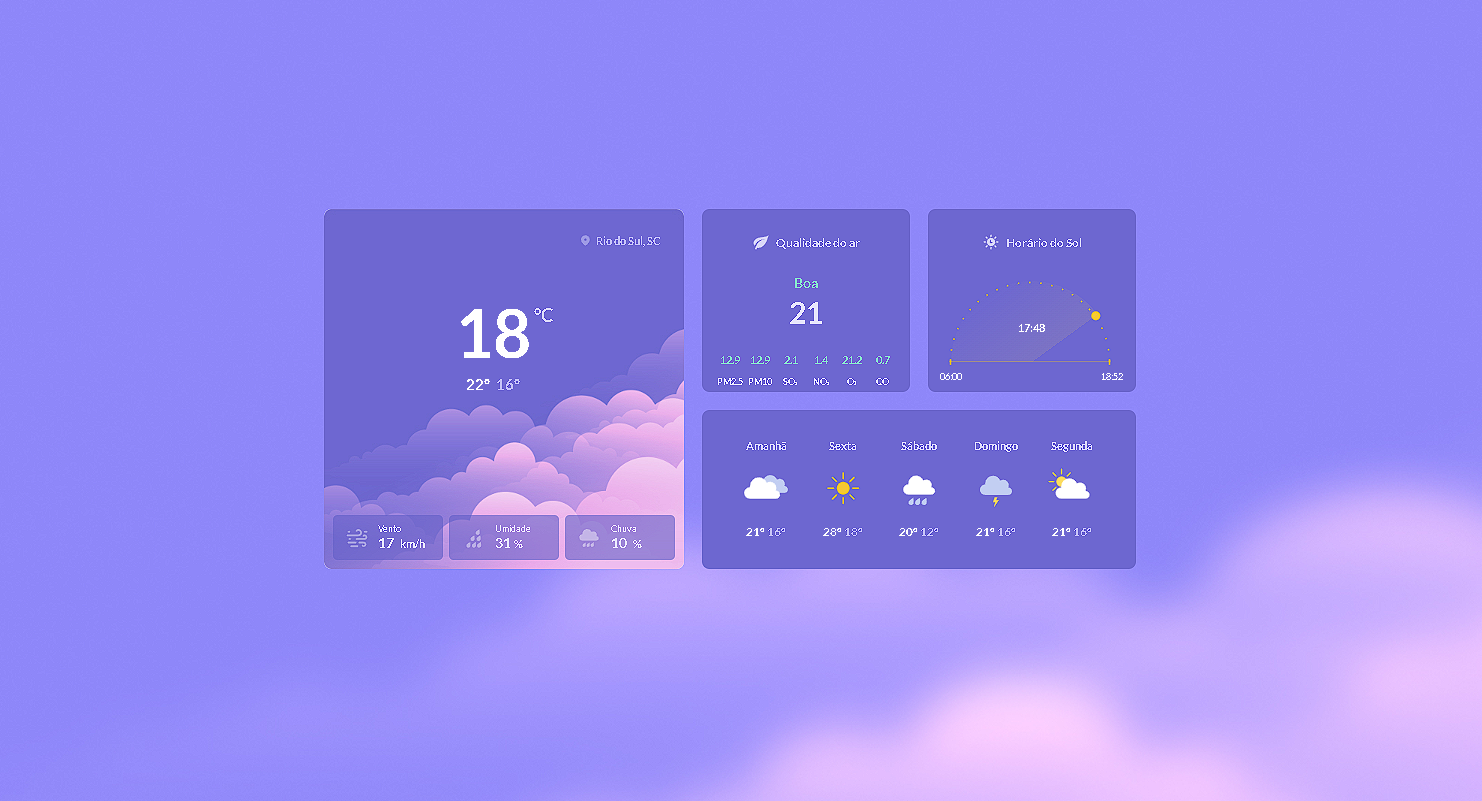 Rio do Sul, SC
18 °C
22° 16°
Vento
17 km/h
Umidade
31 %
Chuva
10 %
Qualidade do ar
Boa
21
12.9 12.9 2.1 1.4 21.2 0.7
PM2.5 PM10 SO₂ NO₂ O₃ CO
Horário do Sol
17:48
06:00 18:52
Amanhã Sexta Sábado Domingo Segunda
21° 16° 28° 18° 20° 12° 21° 16° 21° 16°